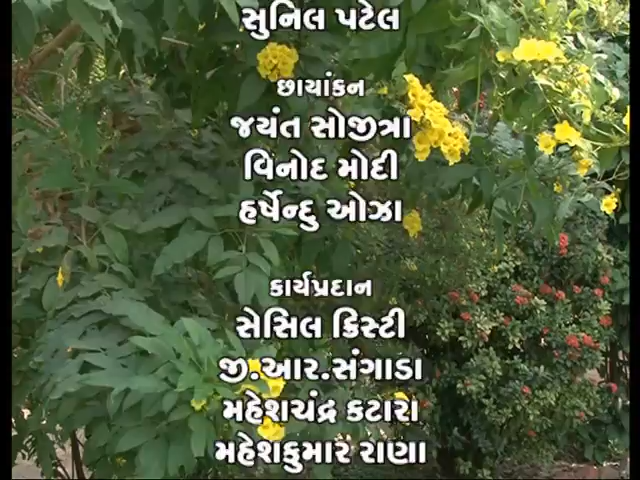 સુનિલ પટેલ
છાયાંકન
જયંત સોજીત્રા
વિનોદ મોદી
હર્ષેન્દુ ઓઝા
કાર્યપ્રદાન
સેસિલ ક્રિસ્ટી
જી.આર.સંગાડા
મહેશચંદ્ર કટારા
મહેશકુમાર રાણા